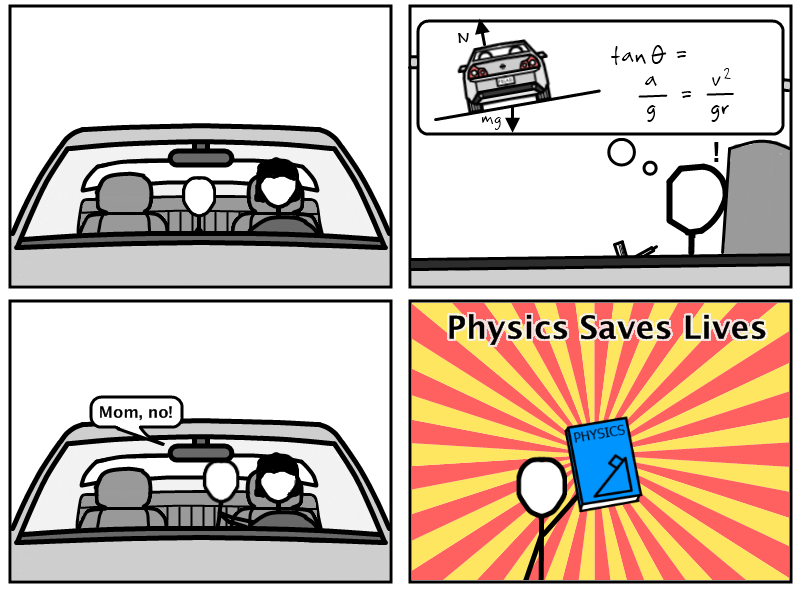 N
mg
tan θ =
a/g = v²/gr
!
Mom, no!
Physics Saves Lives
PHYSICS